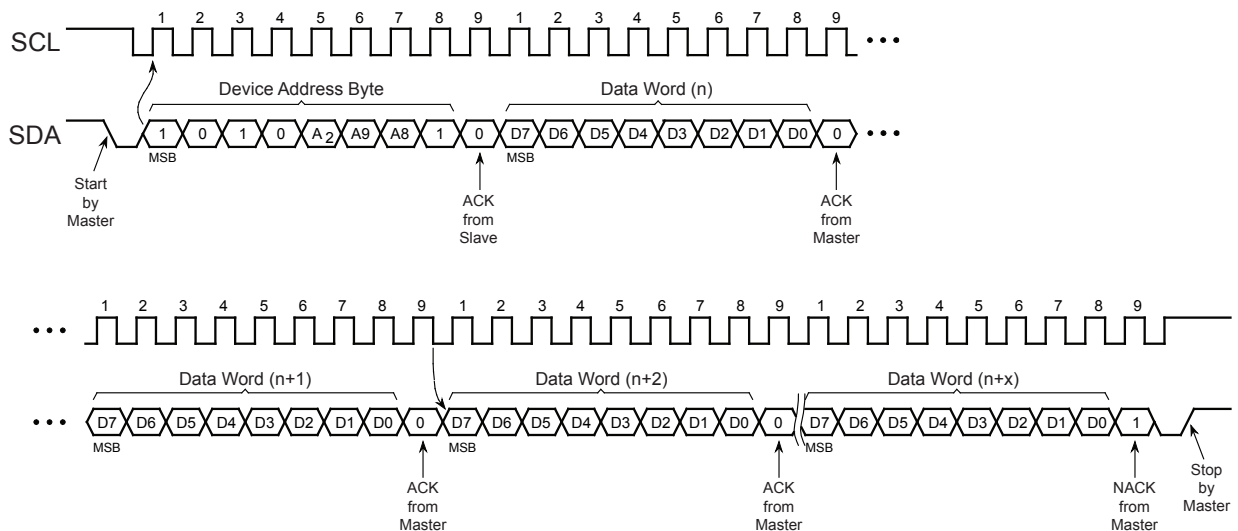 1 2 3 4 5 6 7 8 9 1 2 3 4 5 6 7 8 9
SCL
Device Address Byte Data Word (n)
SDA 1 0 1 0 A2 A9 A8 1 0 D7 D6 D5 D4 D3 D2 D1 D0 0
MSB MSB
Start
by
Master
ACK
from
Slave
ACK
from
Master
1 2 3 4 5 6 7 8 9 1 2 3 4 5 6 7 8 9 1 2 3 4 5 6 7 8 9
Data Word (n+1) Data Word (n+2) Data Word (n+x)
D7 D6 D5 D4 D3 D2 D1 D0 0 D7 D6 D5 D4 D3 D2 D1 D0 0 D7 D6 D5 D4 D3 D2 D1 D0 1
MSB MSB MSB
ACK
from
Master
ACK
from
Master
NACK
from
Master
Stop
by
Master